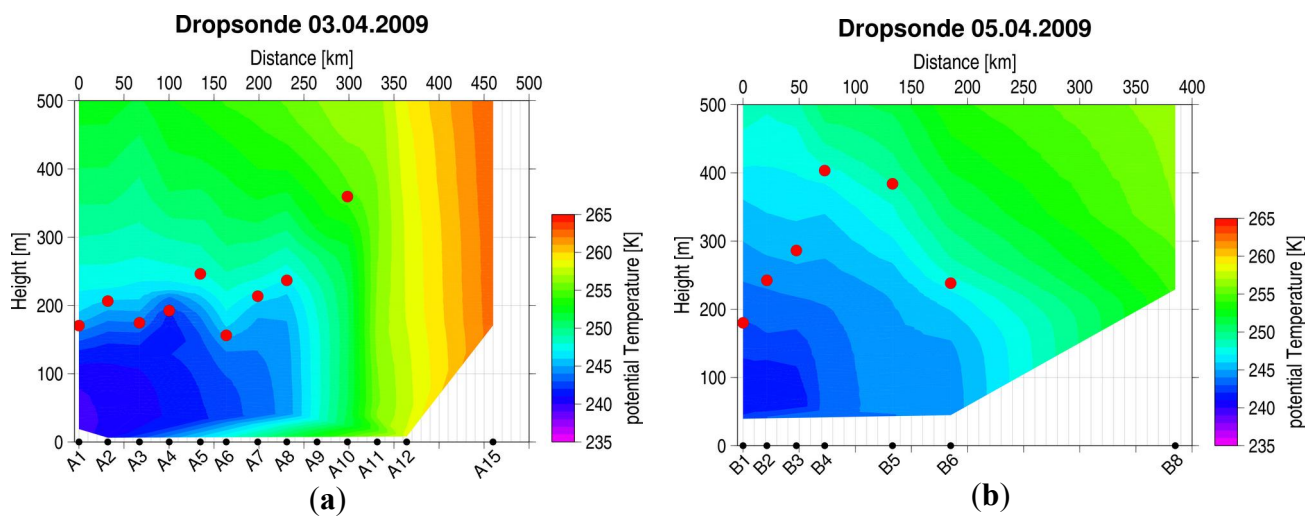 Dropsonde 03.04.2009
Distance [km]
0 50 100 150 200 250 300 350 400 450 500
500
400
300
200
100
0
Height [m]
A1 A2 A3 A4 A5 A6 A7 A8 A9 A10 A11 A12 A15
265
260
255
250
245
240
235
potential Temperature [K]
(a)
Dropsonde 05.04.2009
Distance [km]
0 50 100 150 200 250 300 350 400
500
400
300
200
100
0
Height [m]
B1 B2 B3 B4 B5 B6 B8
265
260
255
250
245
240
235
potential Temperature [K]
(b)